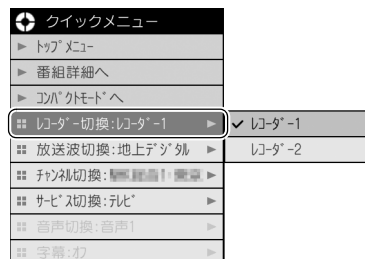 クイックメニュー
トップメニュー
番組詳細へ
コンパクトモードへ
レコーダー切換:レコーダー1
レコーダー1
放送波切換:地上デジタル
レコーダー2
チャンネル切換:
サービス切換:テレビ
音声切換:音声1
字幕:オフ